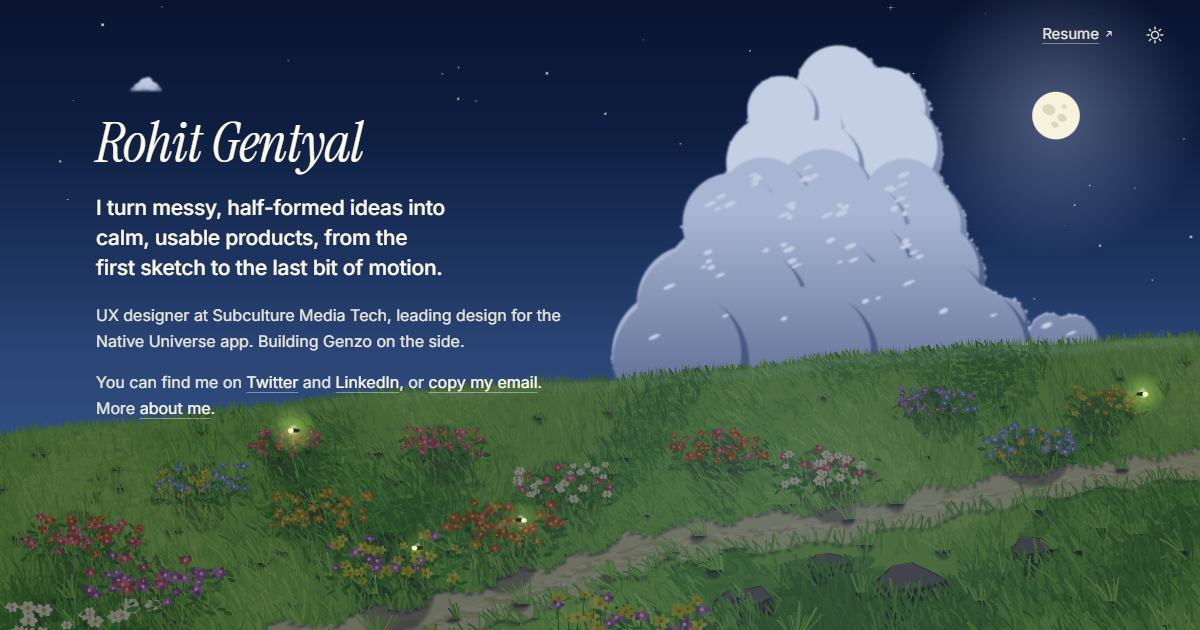 Resume ↗
Rohit Gentyal
I turn messy, half-formed ideas into
calm, usable products, from the
first sketch to the last bit of motion.
UX designer at Subculture Media Tech, leading design for the
Native Universe app. Building Genzo on the side.
You can find me on Twitter and LinkedIn, or copy my email.
More about me.